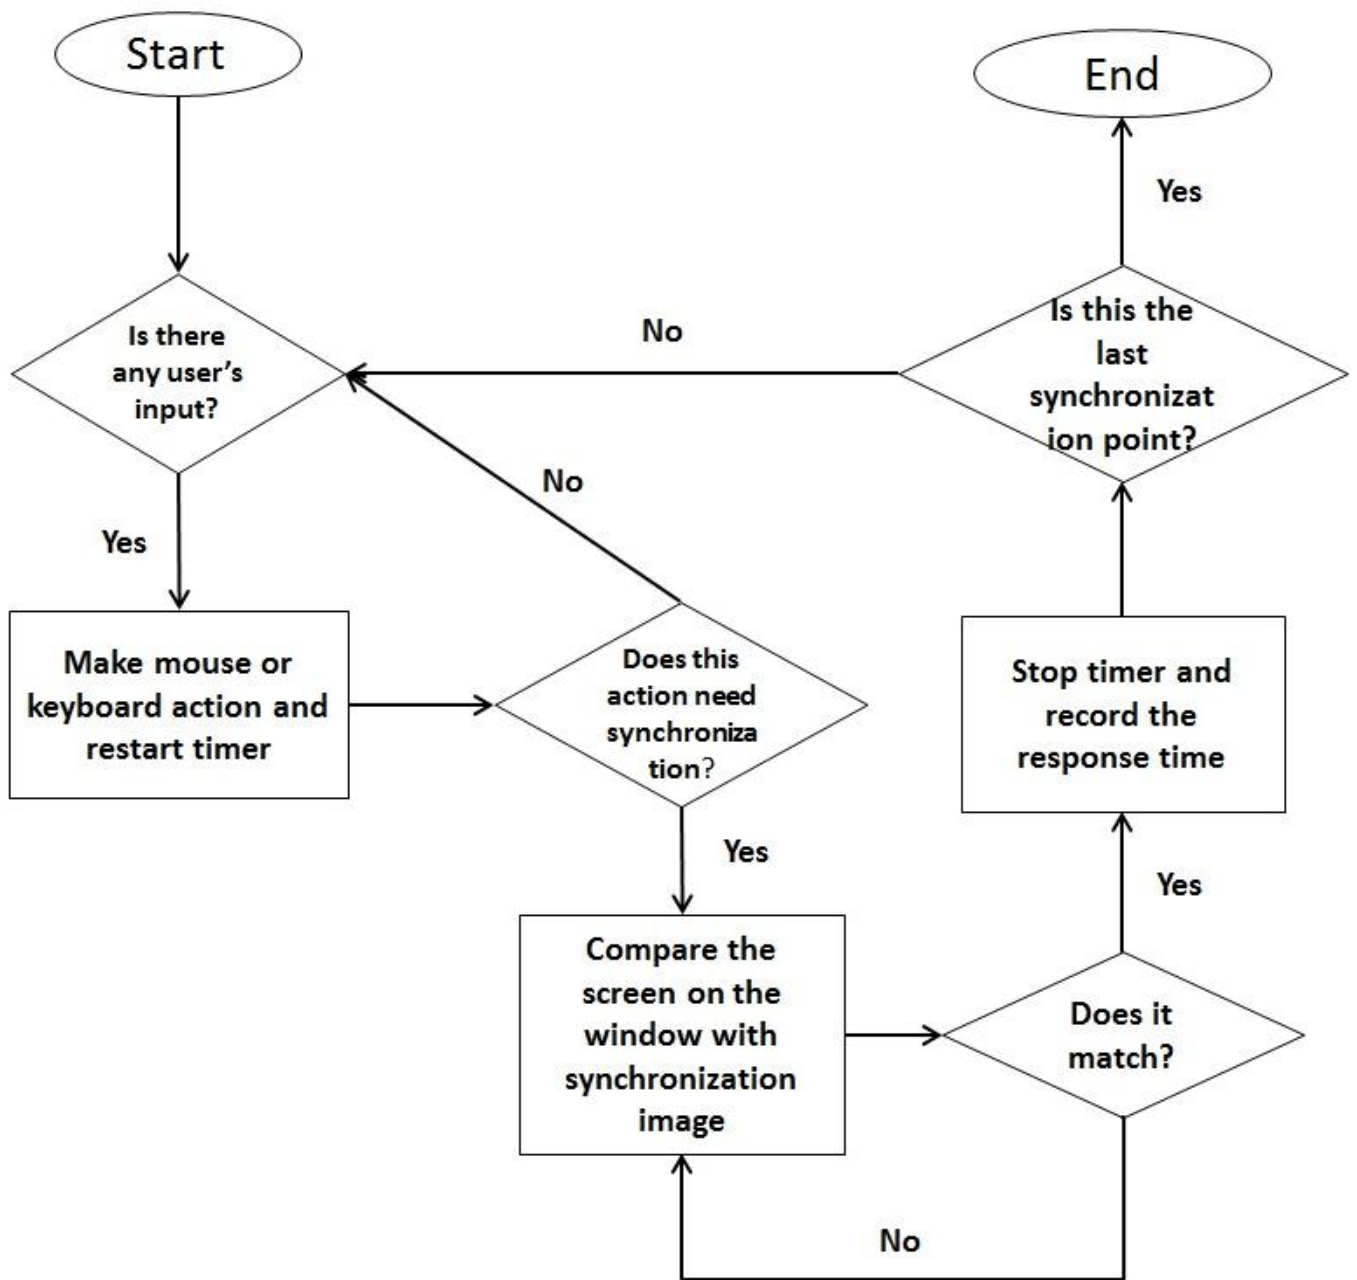 Start
Is there
any user's
input?
Yes
Make mouse or
keyboard action and
restart timer
Does this
action need
synchroniza
tion?
No
Yes
Compare the
screen on the
window with
synchronization
image
Does it
match?
No
Yes
Stop timer and
record the
response time
Is this the
last
synchronizat
ion point?
No
Yes
End